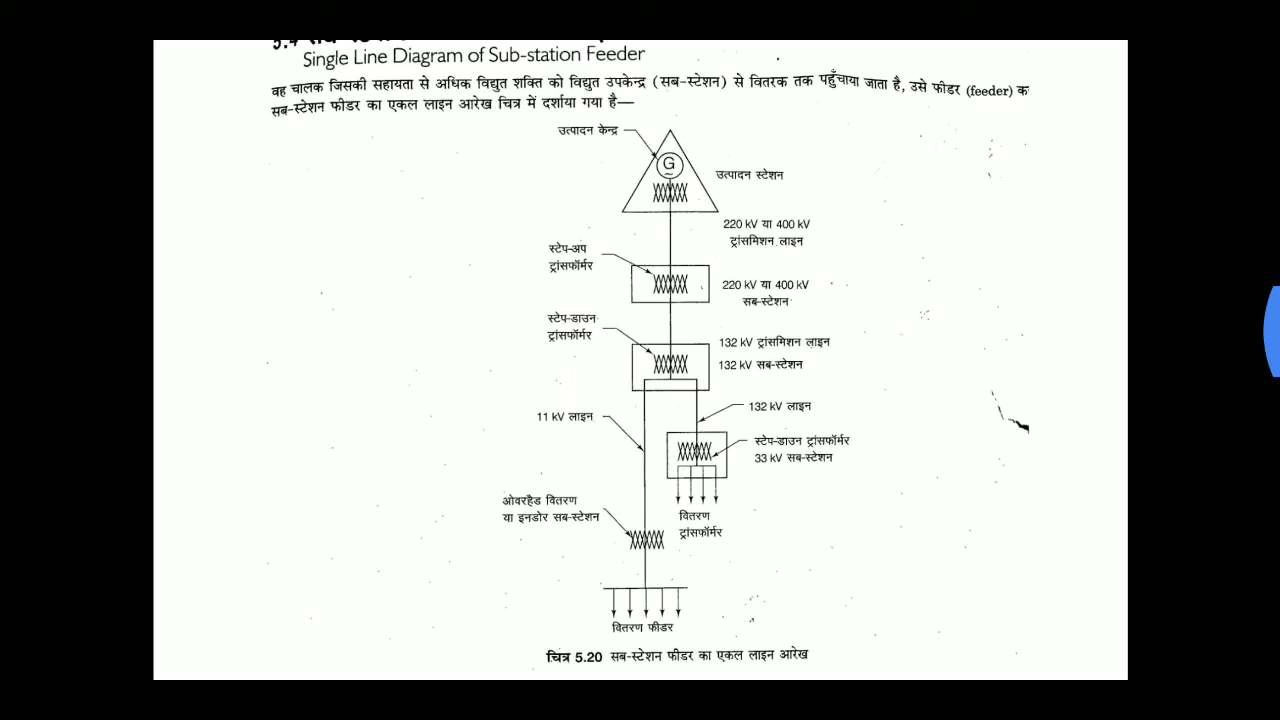 Single Line Diagram of Sub-station Feeder
वह चालक जिसकी सहायता से अधिक विद्युत शक्ति को विद्युत उपकेन्द्र (सब-स्टेशन) से वितरक तक पहुँचाया जाता है, उसे फीडर (feeder)
सब-स्टेशन फीडर का एकल लाइन आरेख चित्र में दर्शाया गया है—
उत्पादन केन्द्र
G
~
उत्पादन स्टेशन
220 kV या 400 kV
ट्रांसमिशन लाइन
स्टेप-अप
ट्रांसफॉर्मर
220 kV या 400 kV
सब-स्टेशन
स्टेप-डाउन
ट्रांसफॉर्मर
132 kV ट्रांसमिशन लाइन
132 kV सब-स्टेशन
11 kV लाइन
132 kV लाइन
स्टेप-डाउन ट्रांसफॉर्मर
33 kV सब-स्टेशन
ओवरहैड वितरण
या इनडोर सब-स्टेशन
वितरण
ट्रांसफॉर्मर
वितरण फीडर
चित्र 5.20 सब-स्टेशन फीडर का एकल लाइन आरेख